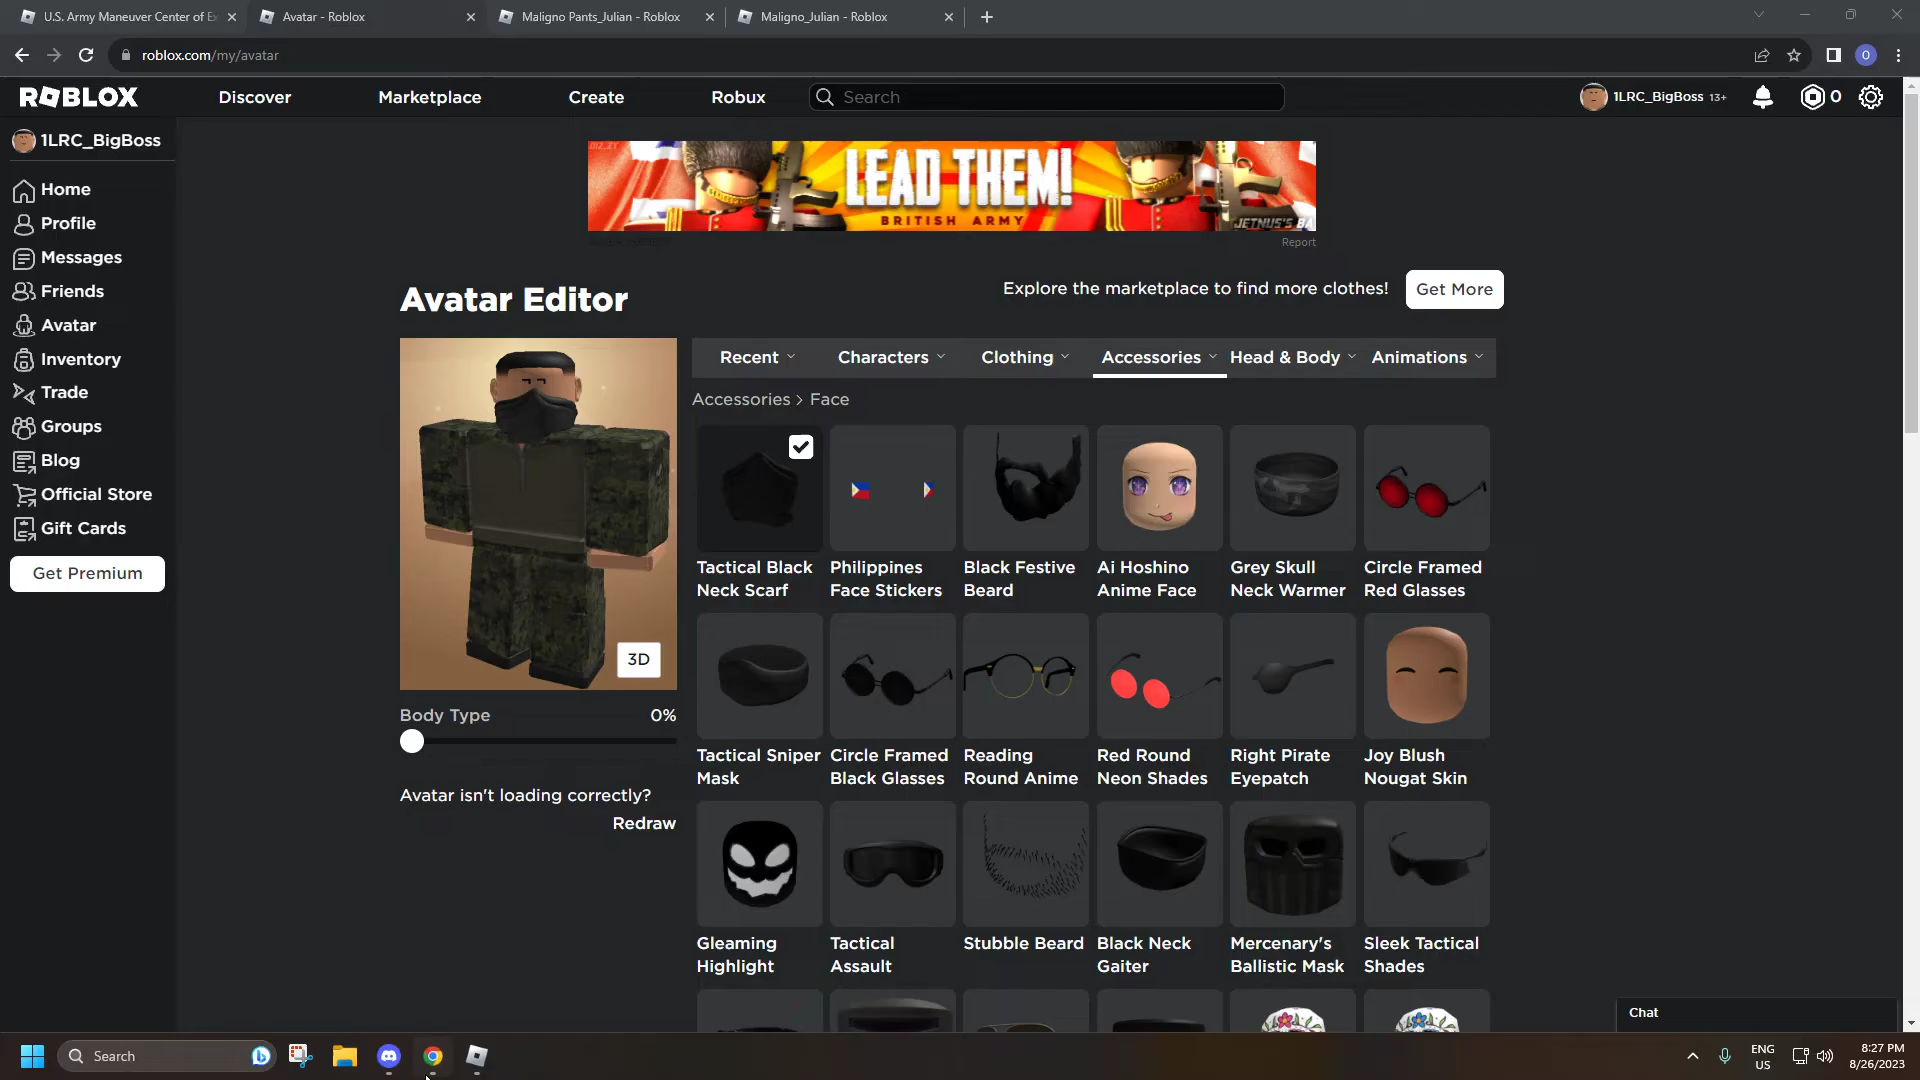 U.S. Army Maneuver Center of Ex
Avatar - Roblox
Maligno Pants_Julian - Roblox
Maligno_Julian - Roblox
roblox.com/my/avatar
O
ROBLOX
Discover
Marketplace
Create
Robux
Search
1LRC_BigBoss 13+
0
1LRC_BigBoss
Home
Profile
Messages
Friends
Avatar
Inventory
Trade
Groups
Blog
Official Store
Gift Cards
Get Premium
LEAD THEM!
BRITISH ARMY
JETNUS'S BA
Report
Avatar Editor
Explore the marketplace to find more clothes!
Get More
Recent
Characters
Clothing
Accessories
Head & Body
Animations
Accessories > Face
3D
Body Type
0%
Avatar isn't loading correctly?
Redraw
Tactical Black
Neck Scarf
Philippines
Face Stickers
Black Festive
Beard
Ai Hoshino
Anime Face
Grey Skull
Neck Warmer
Circle Framed
Red Glasses
Tactical Sniper
Mask
Circle Framed
Black Glasses
Reading
Round Anime
Red Round
Neon Shades
Right Pirate
Eyepatch
Joy Blush
Nougat Skin
Gleaming
Highlight
Tactical
Assault
Stubble Beard
Black Neck
Gaiter
Mercenary's
Ballistic Mask
Sleek Tactical
Shades
Chat
Search
ENG
US
8:27 PM
8/26/2023